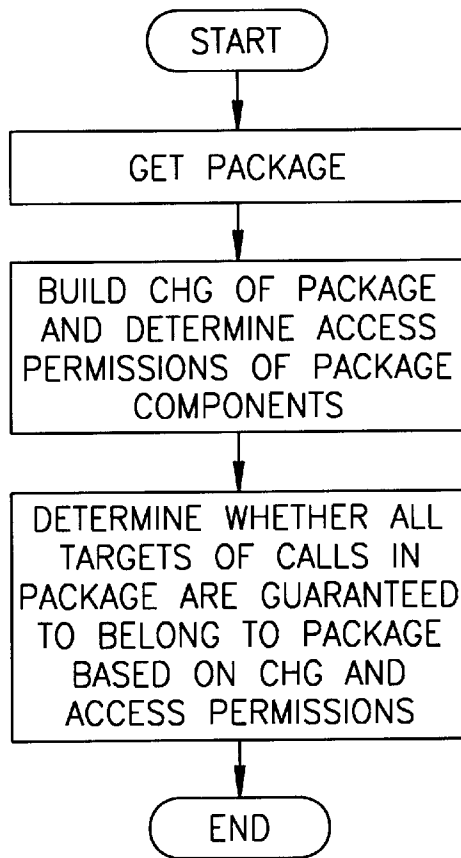 START
GET PACKAGE
BUILD CHG OF PACKAGE
AND DETERMINE ACCESS
PERMISSIONS OF PACKAGE
COMPONENTS
DETERMINE WHETHER ALL
TARGETS OF CALLS IN
PACKAGE ARE GUARANTEED
TO BELONG TO PACKAGE
BASED ON CHG AND
ACCESS PERMISSIONS
END